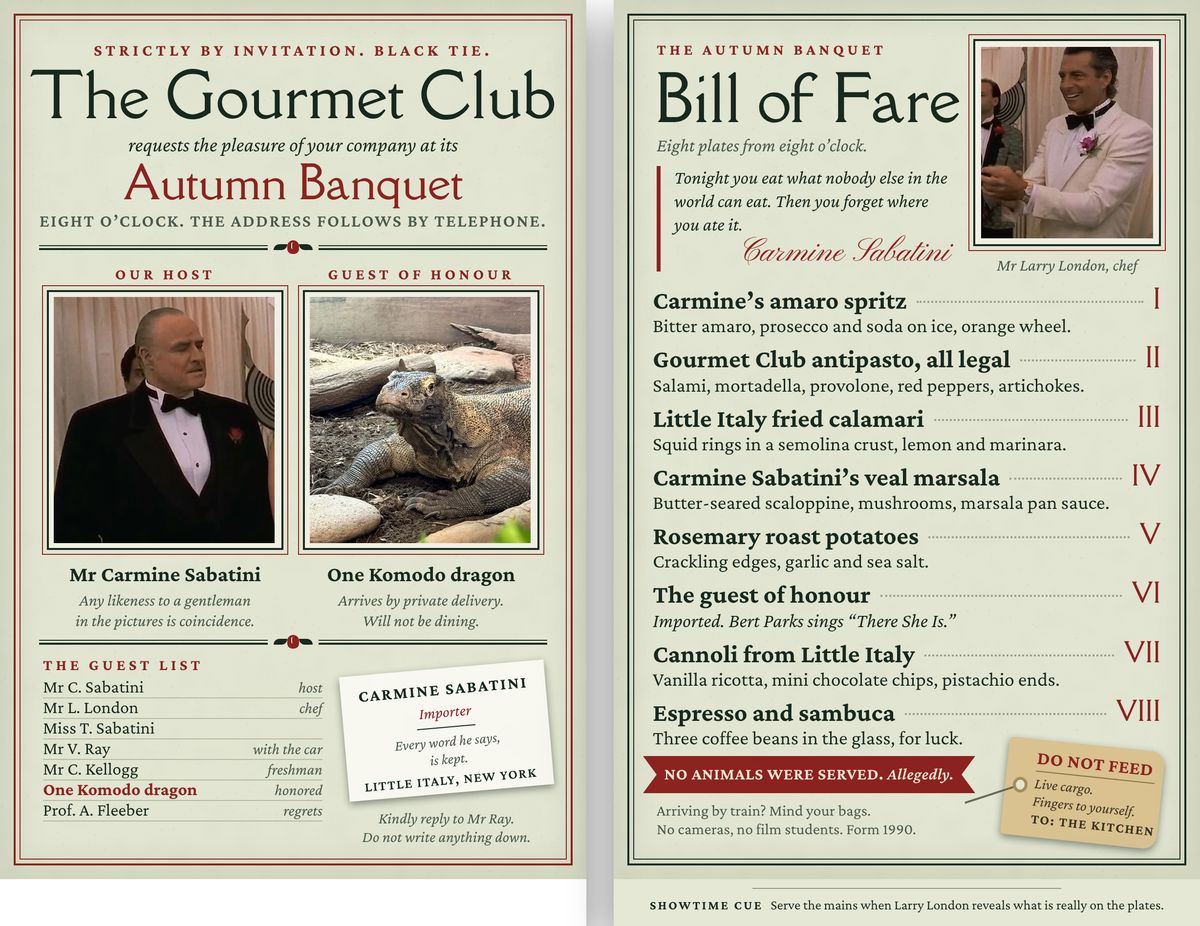 STRICTLY BY INVITATION. BLACK TIE.
The Gourmet Club
requests the pleasure of your company at its
Autumn Banquet
EIGHT O’CLOCK. THE ADDRESS FOLLOWS BY TELEPHONE.
OUR HOST
GUEST OF HONOUR
Mr Carmine Sabatini
Any likeness to a gentleman
in the pictures is coincidence.
One Komodo dragon
Arrives by private delivery.
Will not be dining.
THE GUEST LIST
Mr C. Sabatini host
Mr L. London chef
Miss T. Sabatini
Mr V. Ray with the car
Mr C. Kellogg freshman
One Komodo dragon honored
Prof. A. Fleeber regrets
CARMINE SABATINI
Importer
Every word he says,
is kept.
LITTLE ITALY, NEW YORK
Kindly reply to Mr Ray.
Do not write anything down.
THE AUTUMN BANQUET
Bill of Fare
Eight plates from eight o’clock.
Tonight you eat what nobody else in the
world can eat. Then you forget where
you ate it.
Carmine Sabatini
Mr Larry London, chef
Carmine’s amaro spritz I
Bitter amaro, prosecco and soda on ice, orange wheel.
Gourmet Club antipasto, all legal II
Salami, mortadella, provolone, red peppers, artichokes.
Little Italy fried calamari III
Squid rings in a semolina crust, lemon and marinara.
Carmine Sabatini’s veal marsala IV
Butter-seared scaloppine, mushrooms, marsala pan sauce.
Rosemary roast potatoes V
Crackling edges, garlic and sea salt.
The guest of honour VI
Imported. Bert Parks sings “There She Is.”
Cannoli from Little Italy VII
Vanilla ricotta, mini chocolate chips, pistachio ends.
Espresso and sambuca VIII
Three coffee beans in the glass, for luck.
NO ANIMALS WERE SERVED. Allegedly.
Arriving by train? Mind your bags.
No cameras, no film students. Form 1990.
DO NOT FEED
Live cargo.
Fingers to yourself.
TO: THE KITCHEN
SHOWTIME CUE Serve the mains when Larry London reveals what is really on the plates.